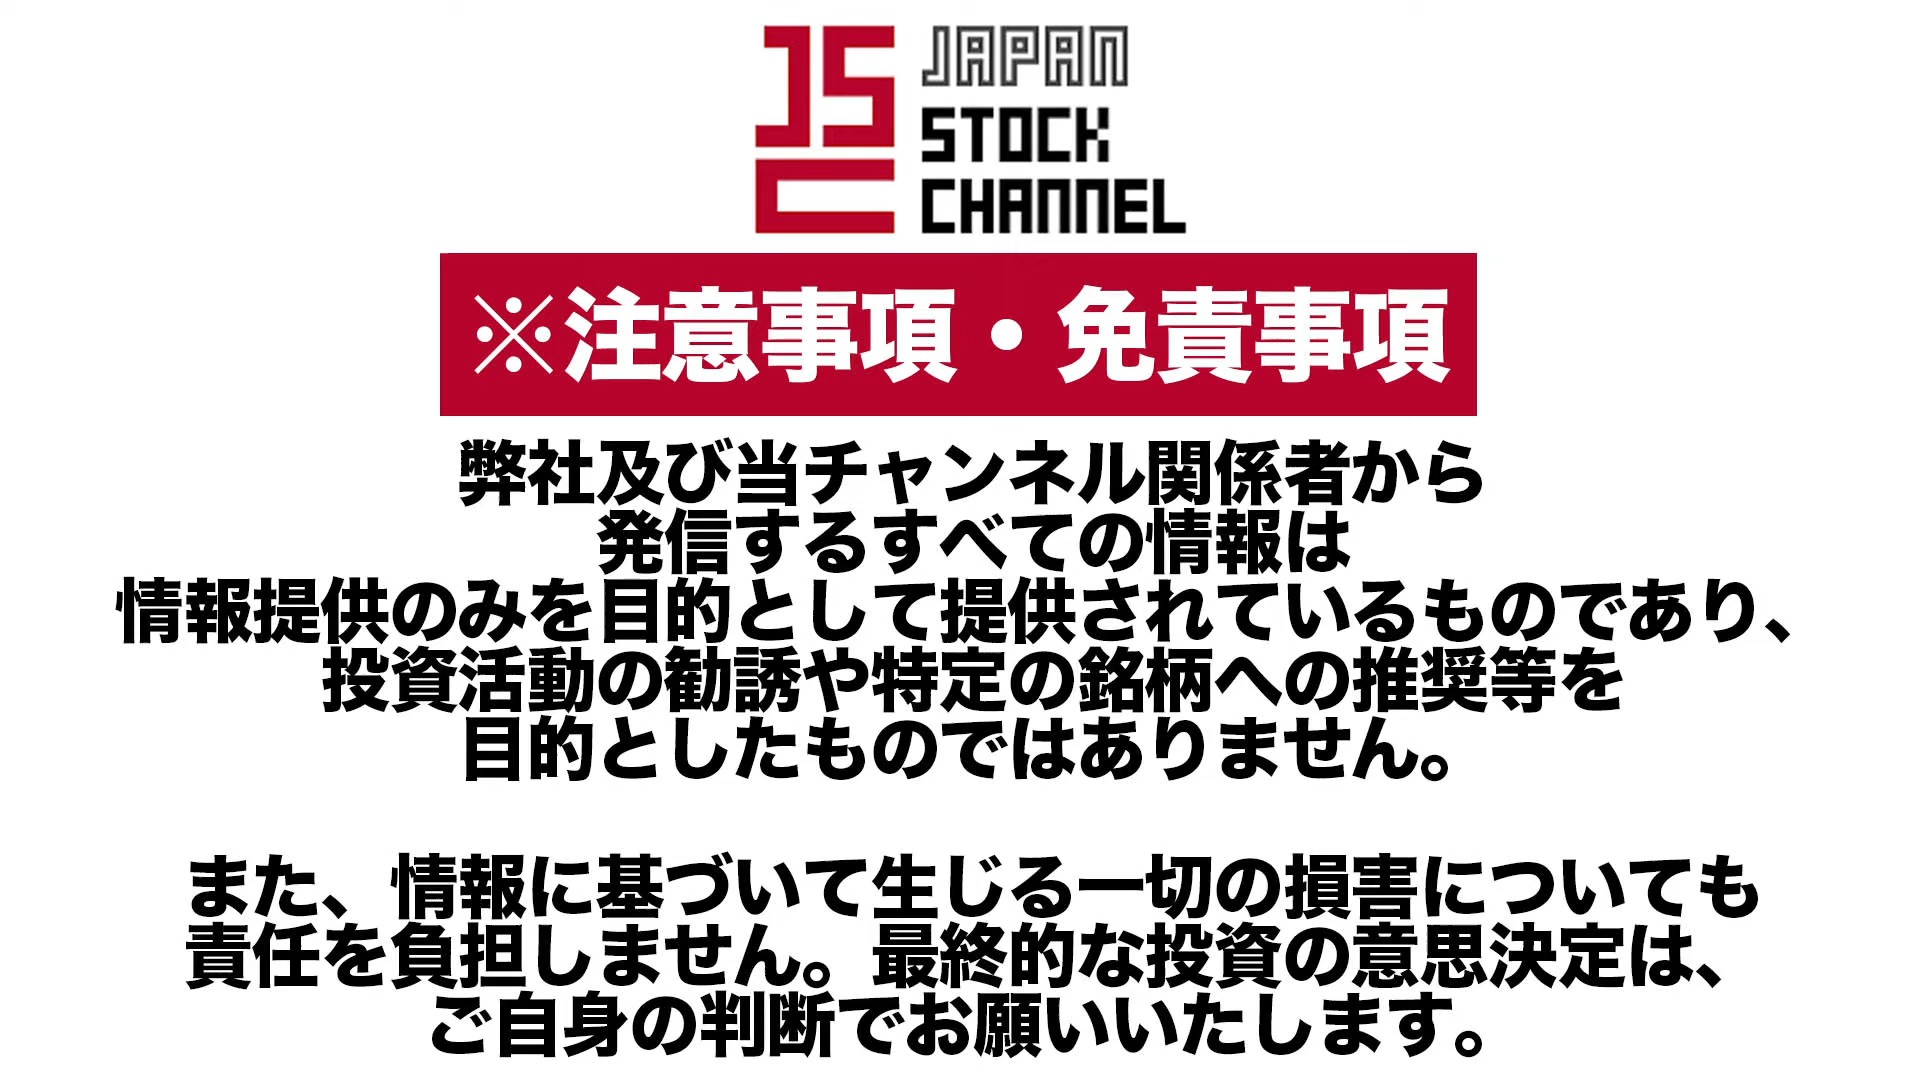 JSC
JAPAN
STOCK
CHANNEL
※注意事項・免責事項
弊社及び当チャンネル関係者から
発信するすべての情報は
情報提供のみを目的として提供されているものであり、
投資活動の勧誘や特定の銘柄への推奨等を
目的としたものではありません。
また、情報に基づいて生じる一切の損害についても
責任を負担しません。最終的な投資の意思決定は、
ご自身の判断でお願いいたします。